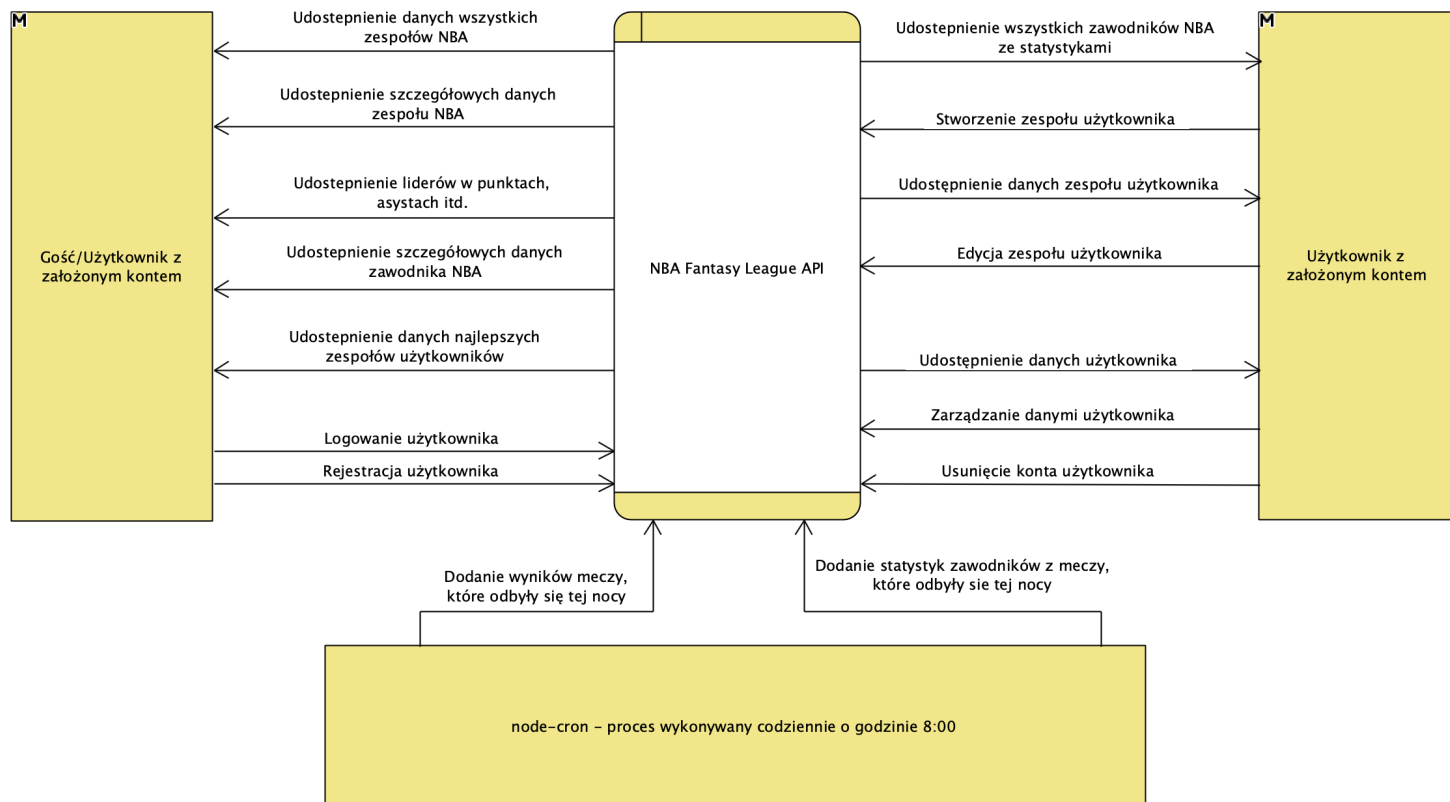 M
Gość/Użytkownik z
założonym kontem
Udostepnienie danych wszystkich
zespołów NBA
Udostepnienie szczegółowych danych
zespołu NBA
Udostepnienie liderów w punktach,
asystach itd.
Udostepnienie szczegółowych danych
zawodnika NBA
Udostepnienie danych najlepszych
zespołów użytkowników
Logowanie użytkownika
Rejestracja użytkownika
NBA Fantasy League API
Udostepnienie wszystkich zawodników NBA
ze statystykami
Stworzenie zespołu użytkownika
Udostępnienie danych zespołu użytkownika
Edycja zespołu użytkownika
Udostępnienie danych użytkownika
Zarządzanie danymi użytkownika
Usunięcie konta użytkownika
M
Użytkownik z
założonym kontem
Dodanie wyników meczy,
które odbyły się tej nocy
Dodanie statystyk zawodników z meczy,
które odbyły sie tej nocy
node-cron - proces wykonywany codziennie o godzinie 8:00